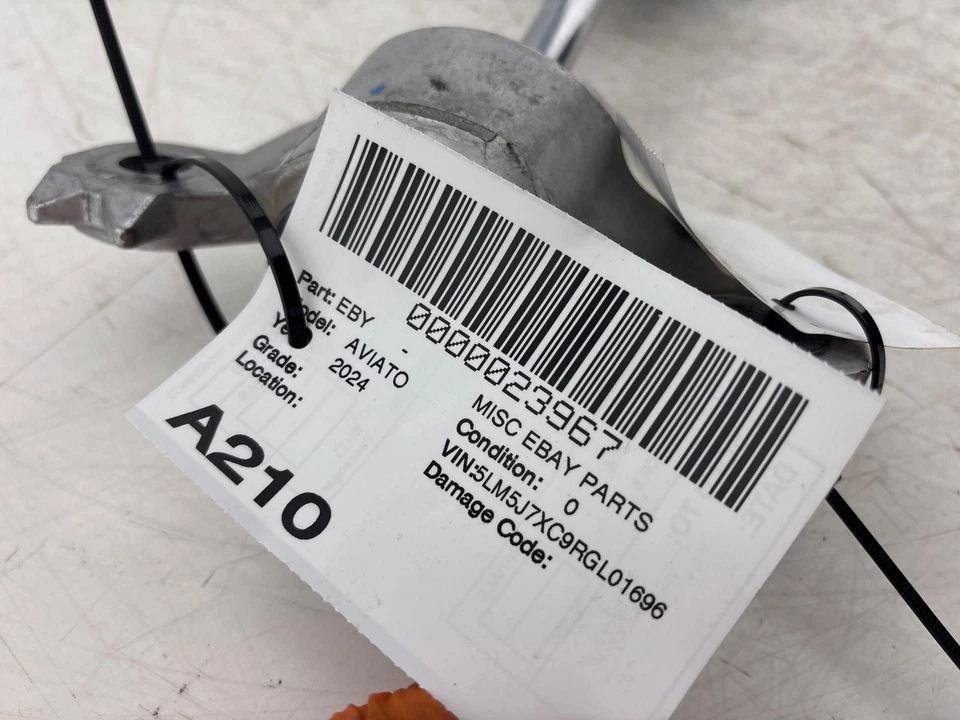 0000023967
Part: EBY - MISC EBAY PARTS
Model: AVIATO
Condition: 0
Year: 2024
VIN:5LM5J7XC9RGL01696
Grade:
Damage Code:
Location:
A210